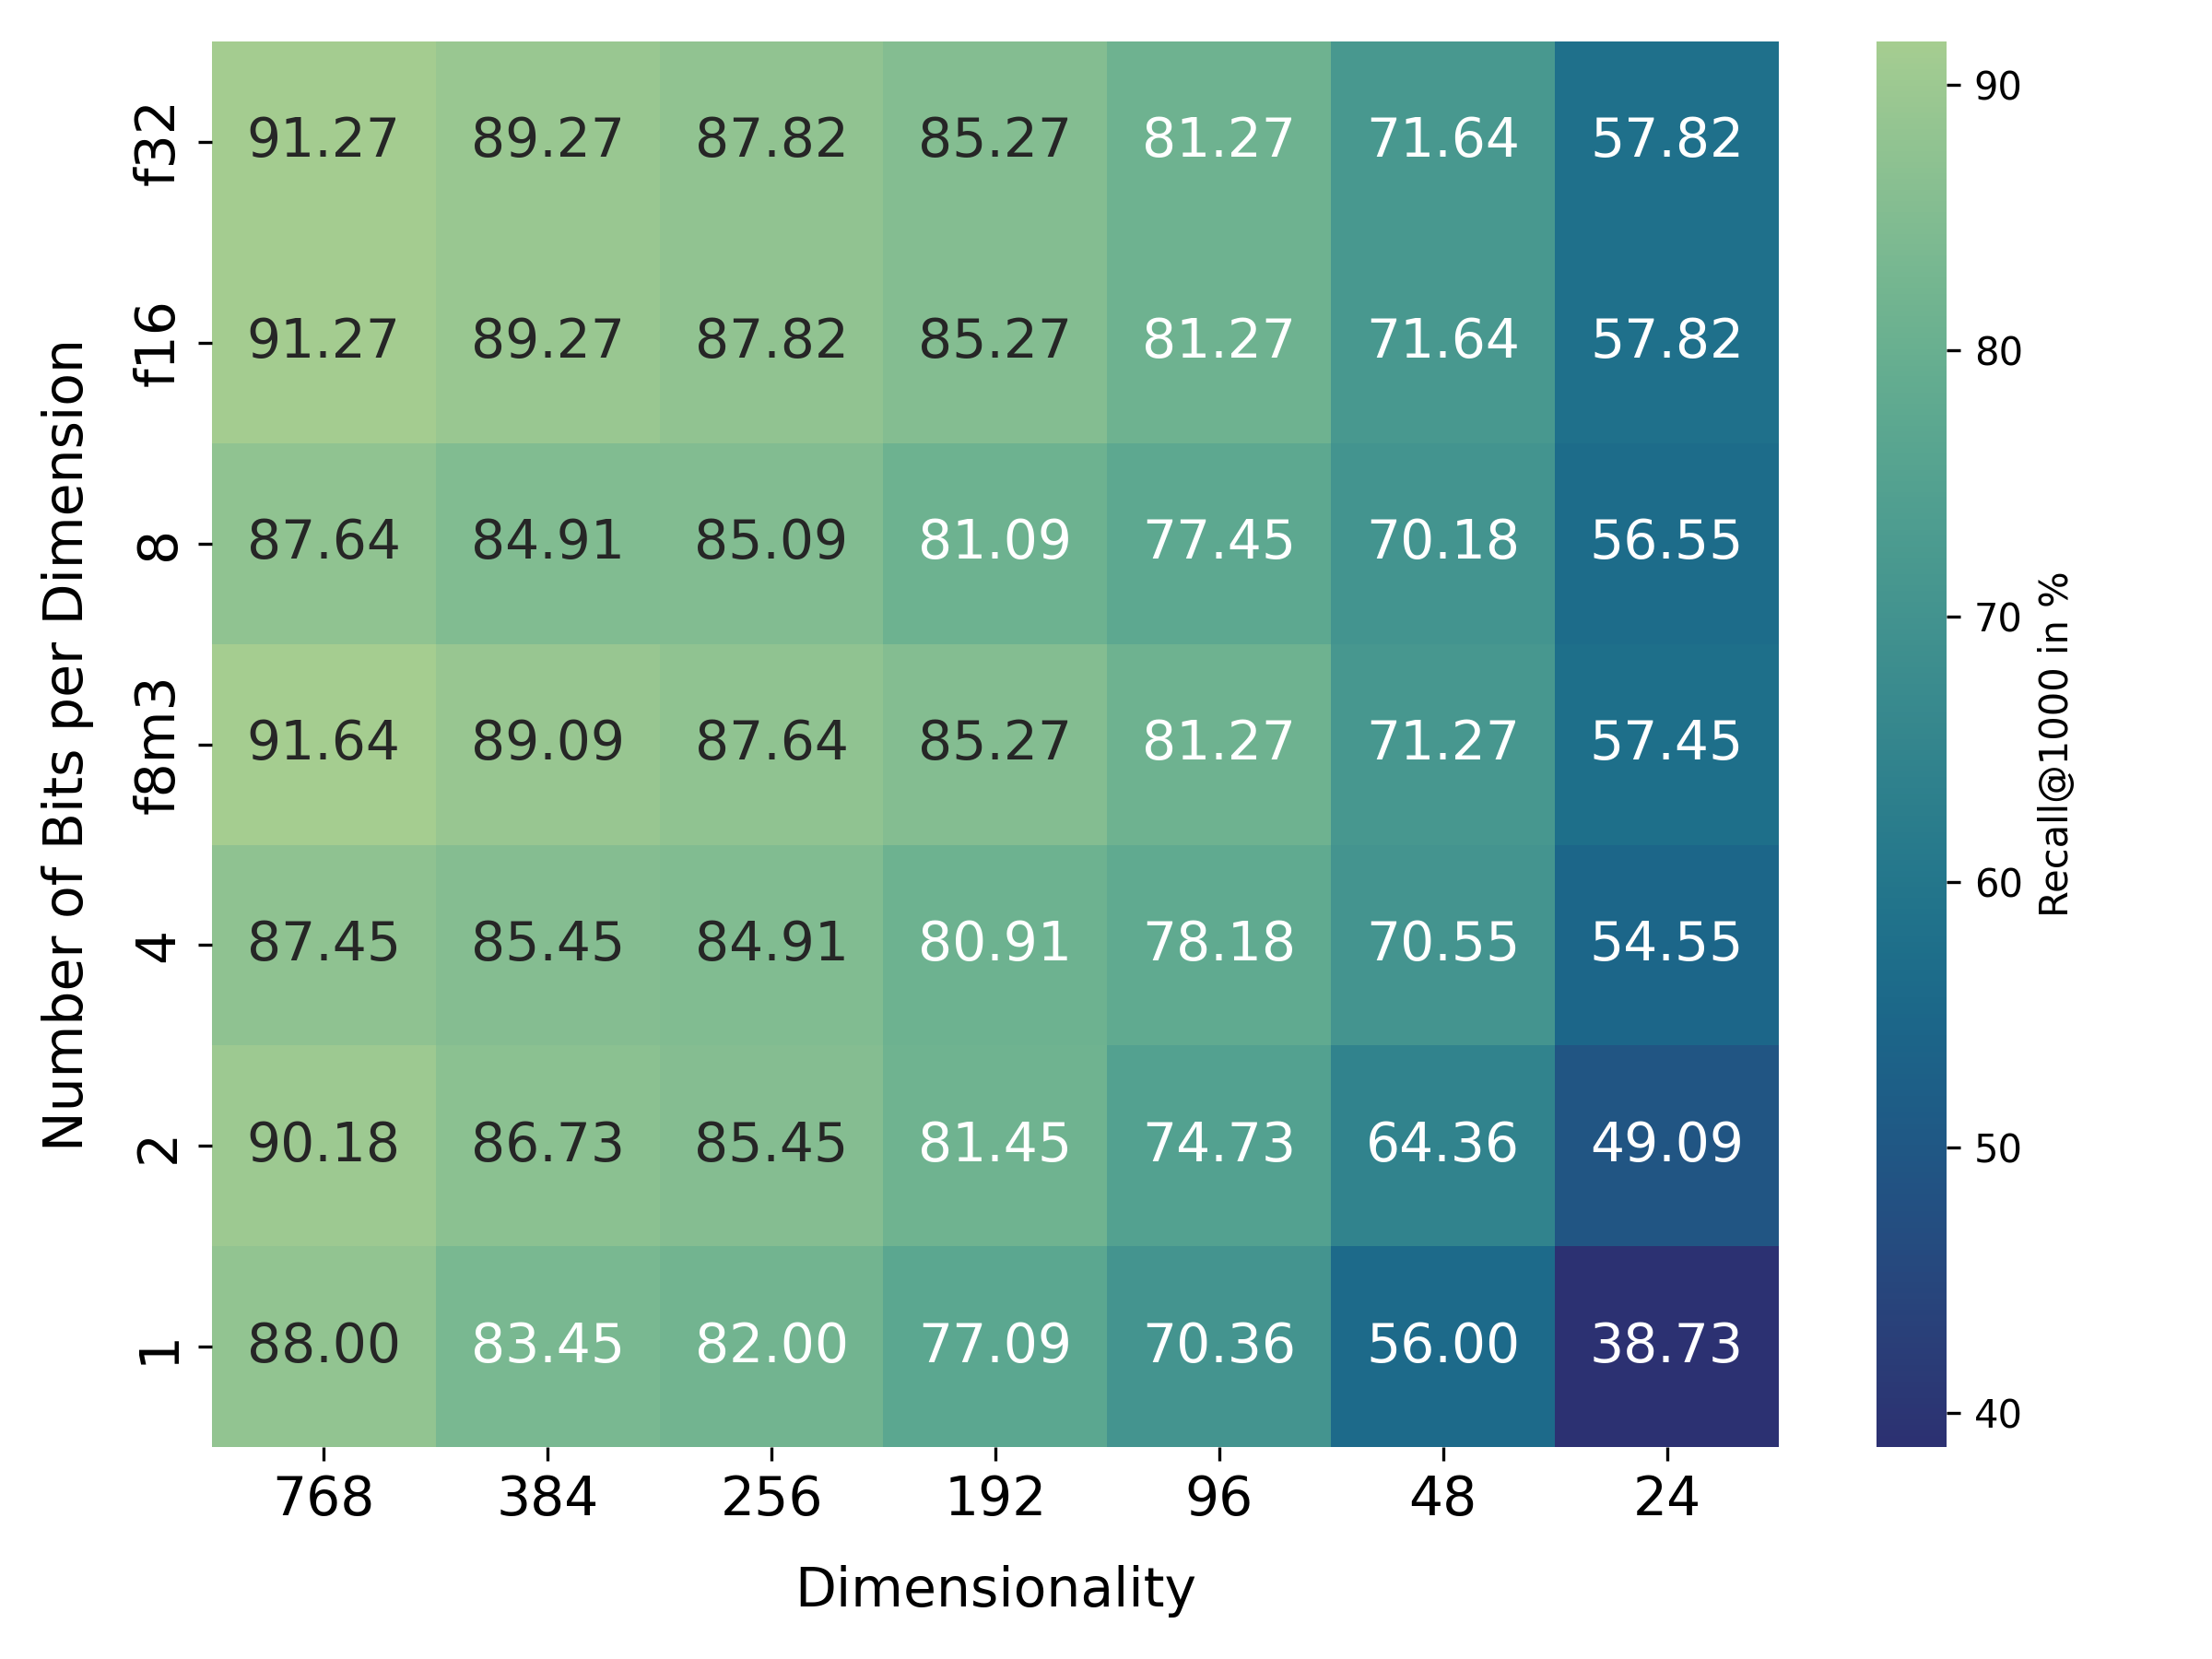 Number of Bits per Dimension
f32 91.27 89.27 87.82 85.27 81.27 71.64 57.82
f16 91.27 89.27 87.82 85.27 81.27 71.64 57.82
8 87.64 84.91 85.09 81.09 77.45 70.18 56.55
f8m3 91.64 89.09 87.64 85.27 81.27 71.27 57.45
4 87.45 85.45 84.91 80.91 78.18 70.55 54.55
2 90.18 86.73 85.45 81.45 74.73 64.36 49.09
1 88.00 83.45 82.00 77.09 70.36 56.00 38.73
768 384 256 192 96 48 24
Dimensionality
90
80
70
60
50
40
Recall@1000 in %